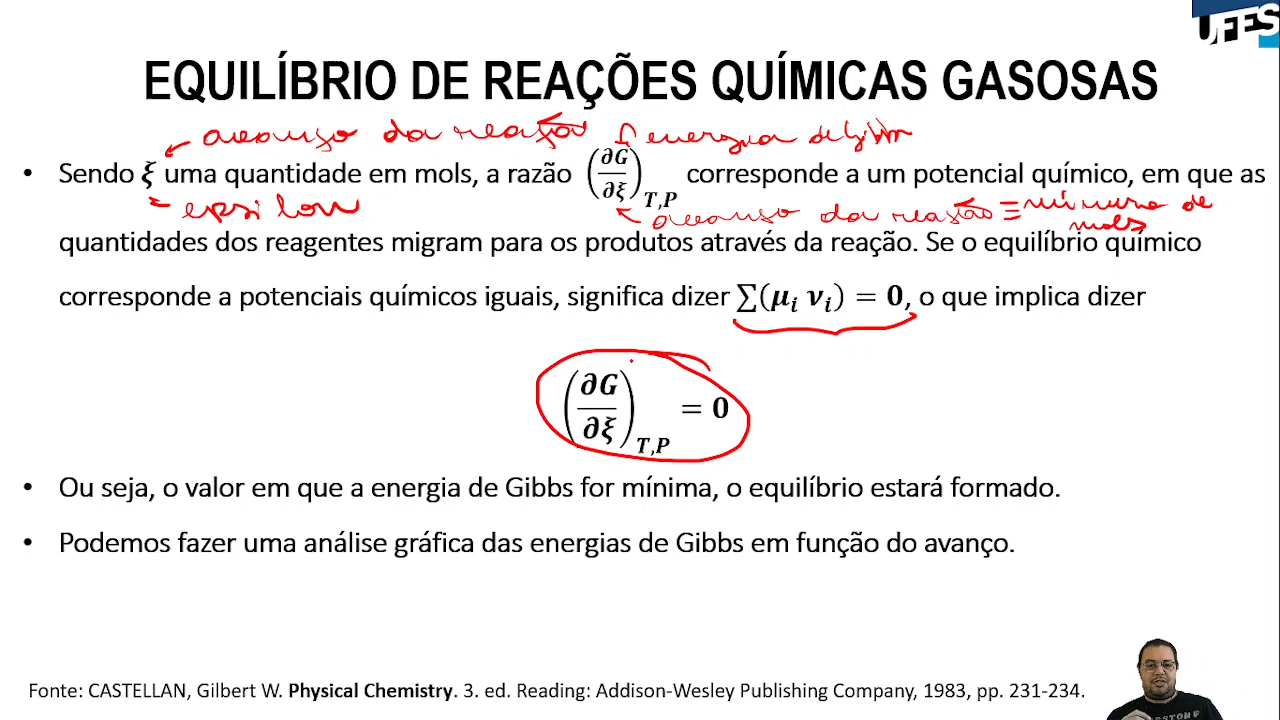 UFES
EQUILÍBRIO DE REAÇÕES QUÍMICAS GASOSAS
avanço da reação energia de Gibbs
• Sendo ξ uma quantidade em mols, a razão (∂G/∂ξ)T,P corresponde a um potencial químico, em que as
epsilon avanço da reação ≡ número de
mols
quantidades dos reagentes migram para os produtos através da reação. Se o equilíbrio químico
corresponde a potenciais químicos iguais, significa dizer ∑(μi νi) = 0, o que implica dizer
(∂G/∂ξ)T,P = 0
• Ou seja, o valor em que a energia de Gibbs for mínima, o equilíbrio estará formado.
• Podemos fazer uma análise gráfica das energias de Gibbs em função do avanço.
Fonte: CASTELLAN, Gilbert W. Physical Chemistry. 3. ed. Reading: Addison-Wesley Publishing Company, 1983, pp. 231-234.